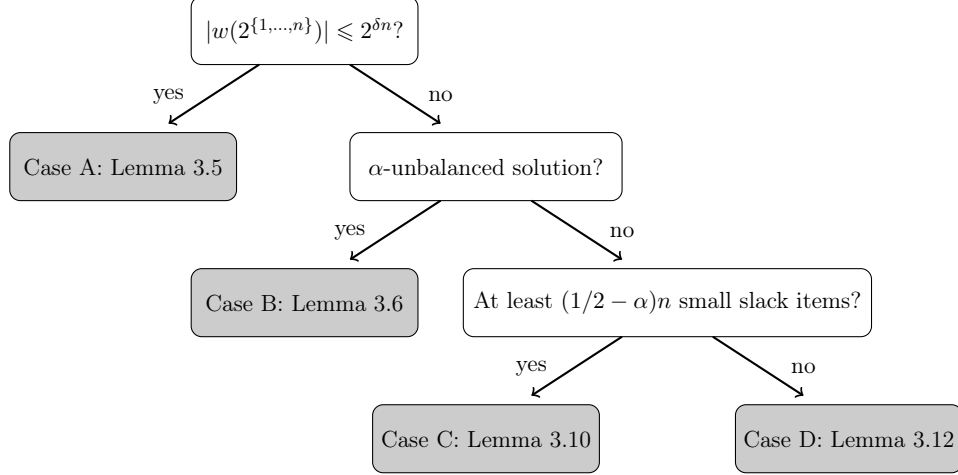 |w(2^{1,...,n})| ⩽ 2^{δn}?
yes
no
Case A: Lemma 3.5
α-unbalanced solution?
yes
no
Case B: Lemma 3.6
At least (1/2 − α)n small slack items?
yes
no
Case C: Lemma 3.10
Case D: Lemma 3.12